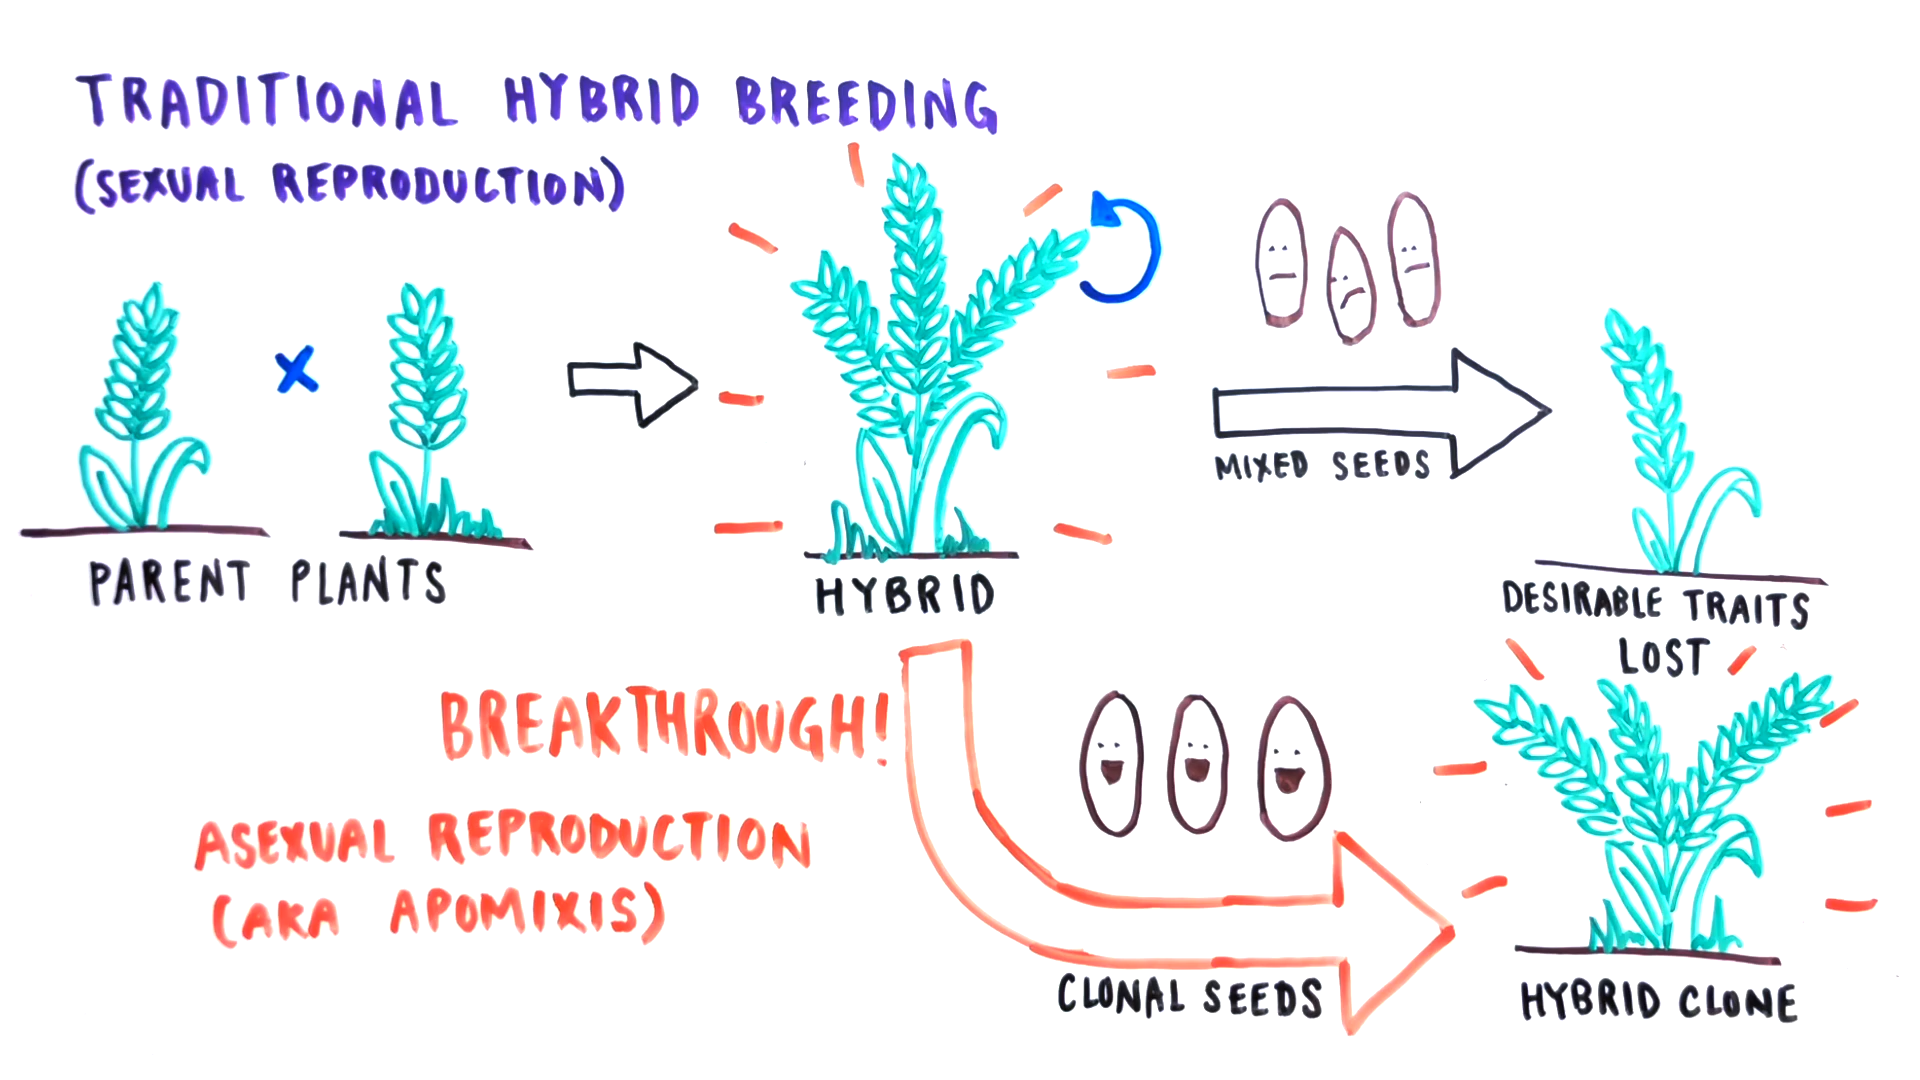 TRADITIONAL HYBRID BREEDING
(SEXUAL REPRODUCTION)
PARENT PLANTS
HYBRID
MIXED SEEDS
DESIRABLE TRAITS
LOST
BREAKTHROUGH!
ASEXUAL REPRODUCTION
(AKA APOMIXIS)
CLONAL SEEDS
HYBRID CLONE